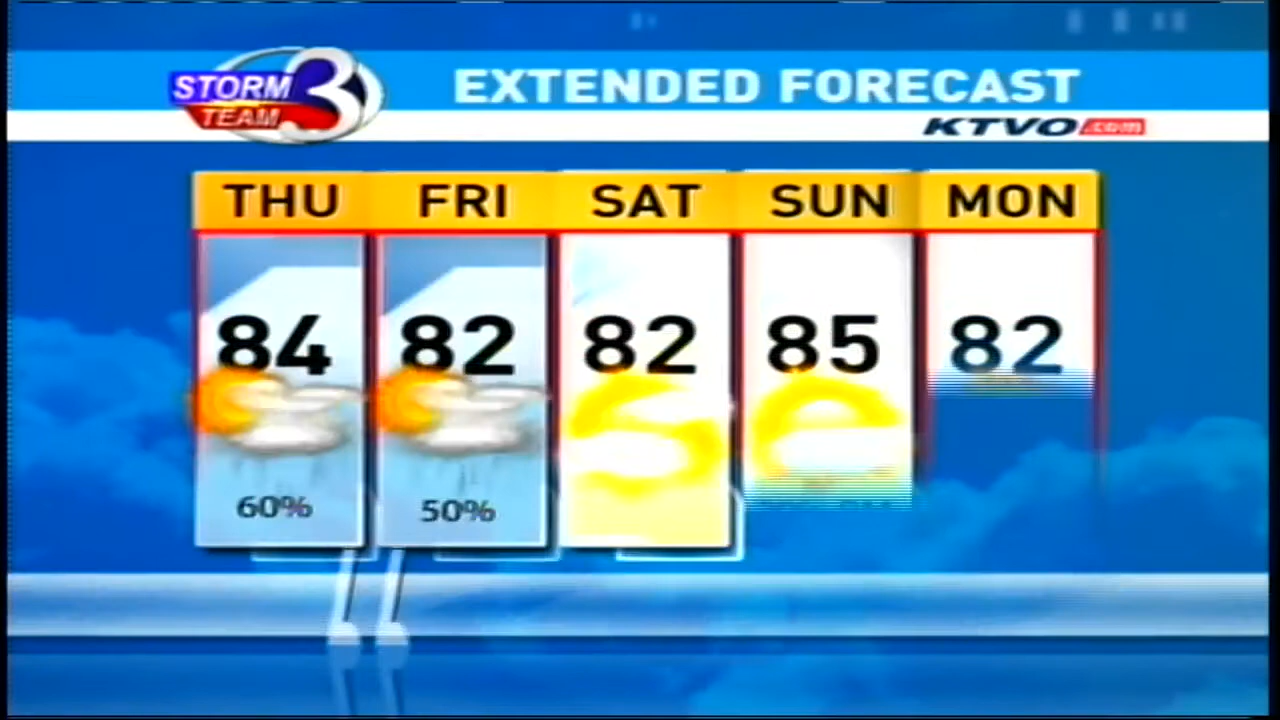 STORM TEAM 3
EXTENDED FORECAST
KTVO.com
THU FRI SAT SUN MON
84 82 82 85 82
60% 50%